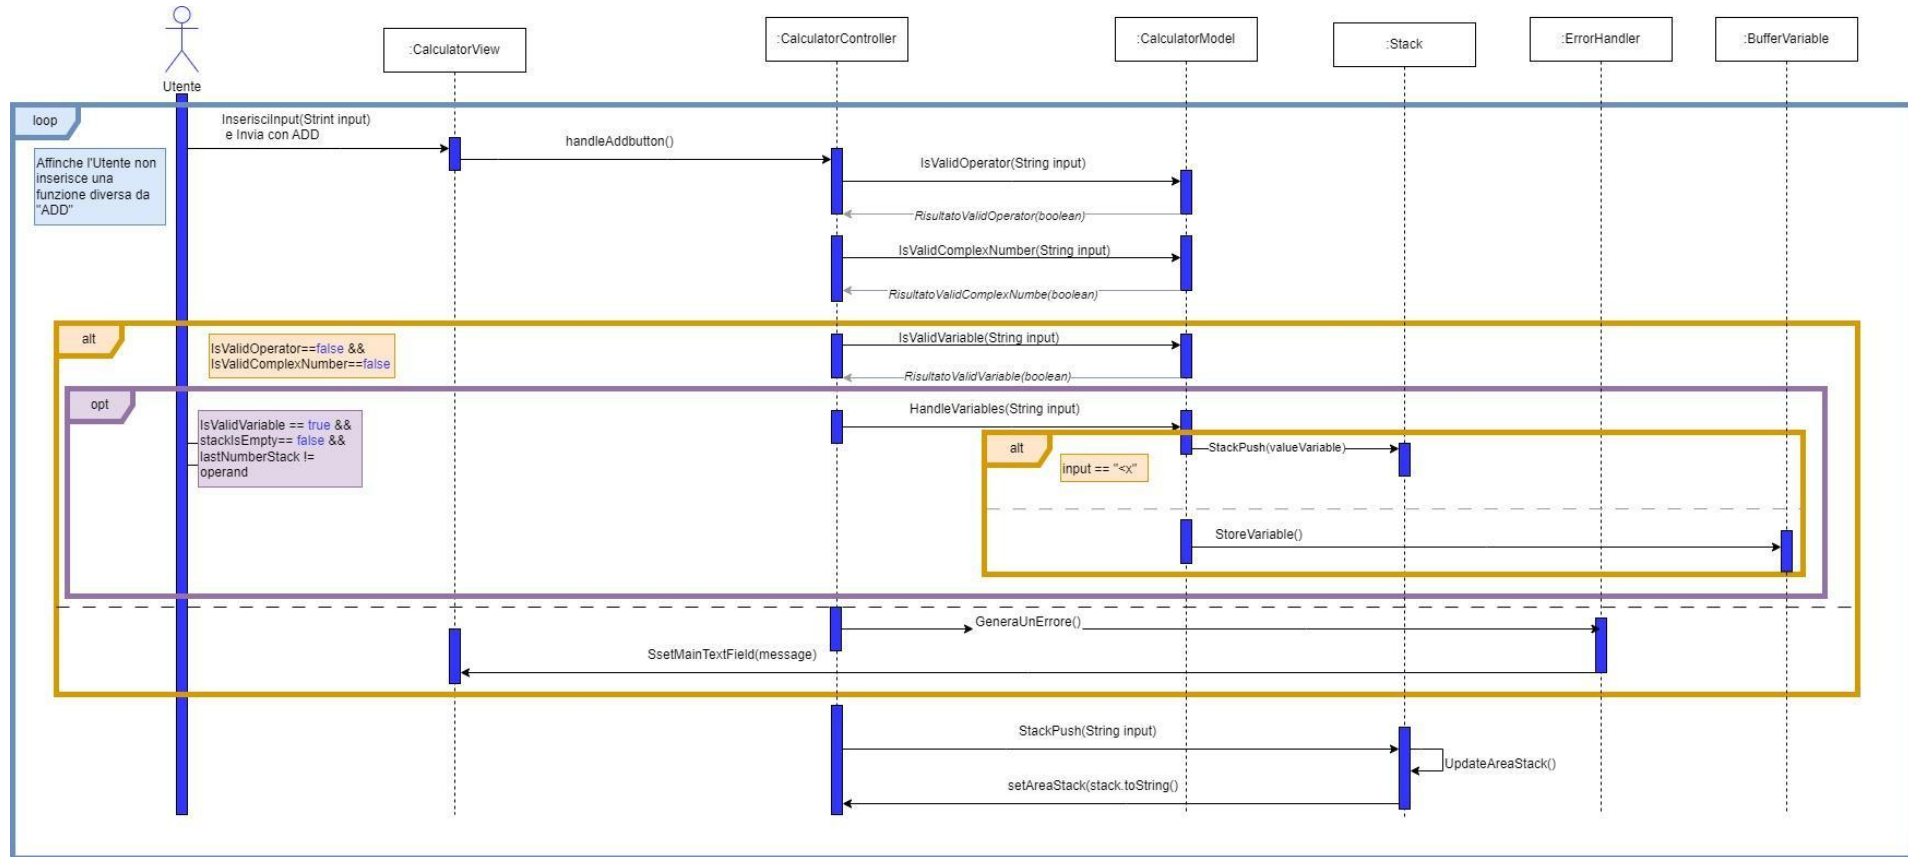 :CalculatorView
:CalculatorController
:CalculatorModel
:Stack
:ErrorHandler
:BufferVariable
Utente
loop
InserisciInput(Strint input)
e Invia con ADD
handleAddbutton()
Affinche l'Utente non
inserisce una
funzione diversa da
"ADD"
IsValidOperator(String input)
RisultatoValidOperator(boolean)
IsValidComplexNumber(String input)
RisultatoValidComplexNumbe(boolean)
alt
IsValidOperator==false &&
IsValidComplexNumber==false
IsValidVariable(String input)
RisultatoValidVariable(boolean)
opt
IsValidVariable == true &&
stackIsEmpty== false &&
lastNumberStack !=
operand
HandleVariables(String input)
alt
input == "<x"
StackPush(valueVariable)
StoreVariable()
GeneraUnErrore()
SsetMainTextField(message)
StackPush(String input)
UpdateAreaStack()
setAreaStack(stack.toString()